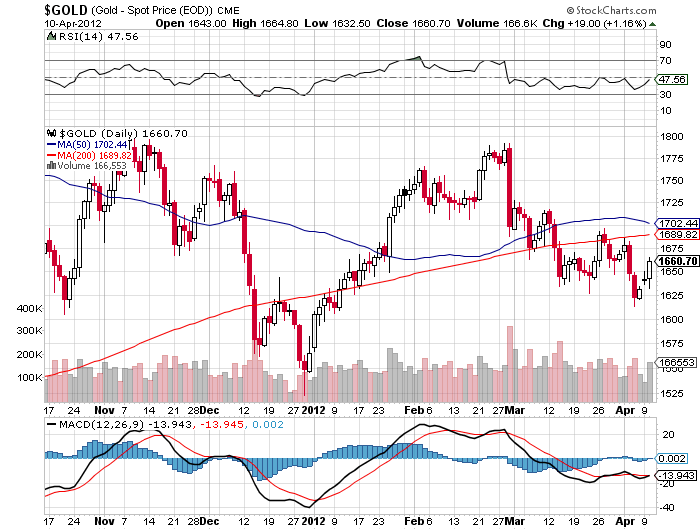 $GOLD (Gold - Spot Price (EOD)) CME © StockCharts.com
10-Apr-2012 Open 1643.00 High 1664.80 Low 1632.50 Close 1660.70 Volume 166.6K Chg +19.00 (+1.16%)
RSI(14) 47.56
90
70
50
47.56
30
10
$GOLD (Daily) 1660.70
MA(50) 1702.44
MA(200) 1689.82
Volume 166,553
1800
1775
1750
1725
1702.44
1689.82
1675
1660.70
1650
1625
1600
1575
166553
1550
1525
400K
300K
200K
100K
17 24 Nov 7 14 21 28 Dec 12 19 27 2012 9 17 23 Feb 6 13 21 27 Mar 12 19 26 Apr 9
MACD(12,26,9) -13.943, -13.945, 0.002
20
0.002
-13.943
-20
-40
17 24 Nov 7 14 21 28 Dec 12 19 27 2012 9 17 23 Feb 6 13 21 27 Mar 12 19 26 Apr 9